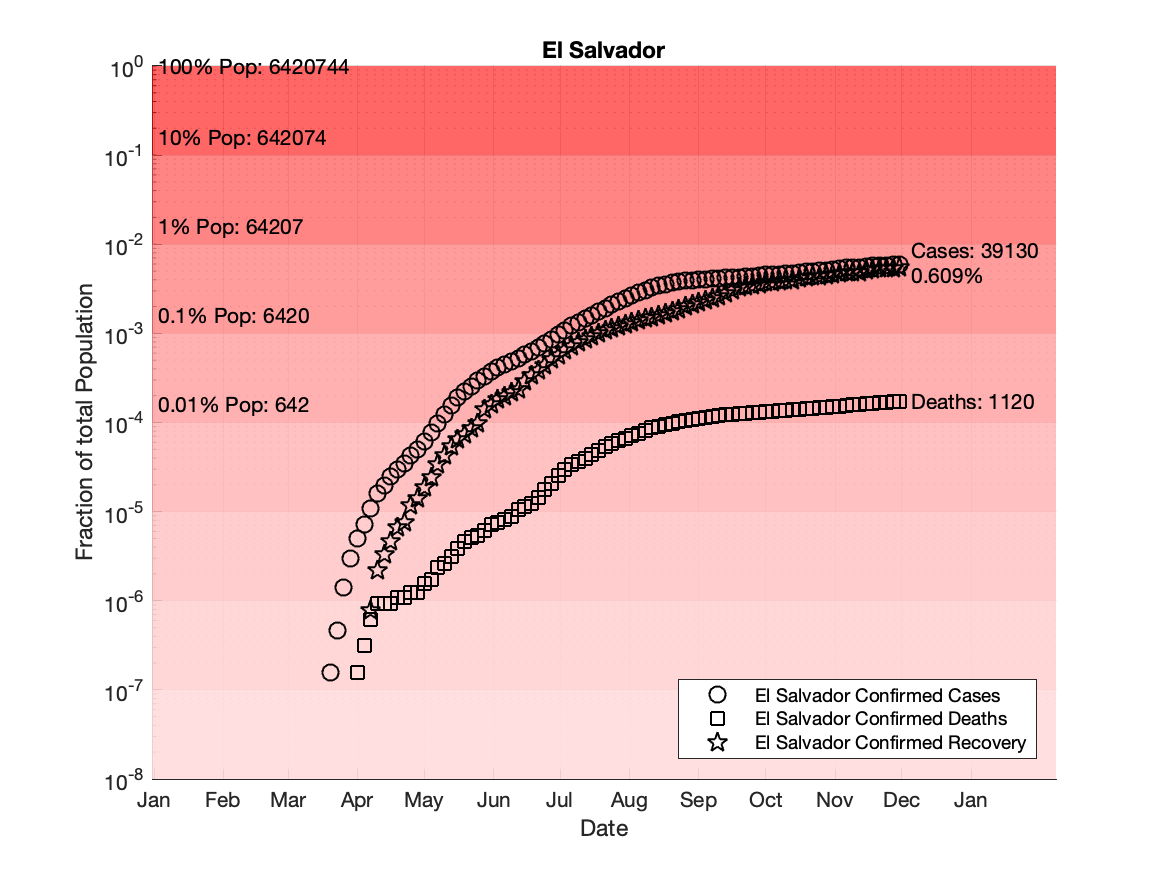 El Salvador
10^0
100% Pop: 6420744
10% Pop: 642074
10^-1
1% Pop: 64207
10^-2
Cases: 39130
0.609%
0.1% Pop: 6420
10^-3
0.01% Pop: 642
Deaths: 1120
10^-4
10^-5
10^-6
10^-7
10^-8
Fraction of total Population
El Salvador Confirmed Cases
El Salvador Confirmed Deaths
El Salvador Confirmed Recovery
Jan Feb Mar Apr May Jun Jul Aug Sep Oct Nov Dec Jan
Date